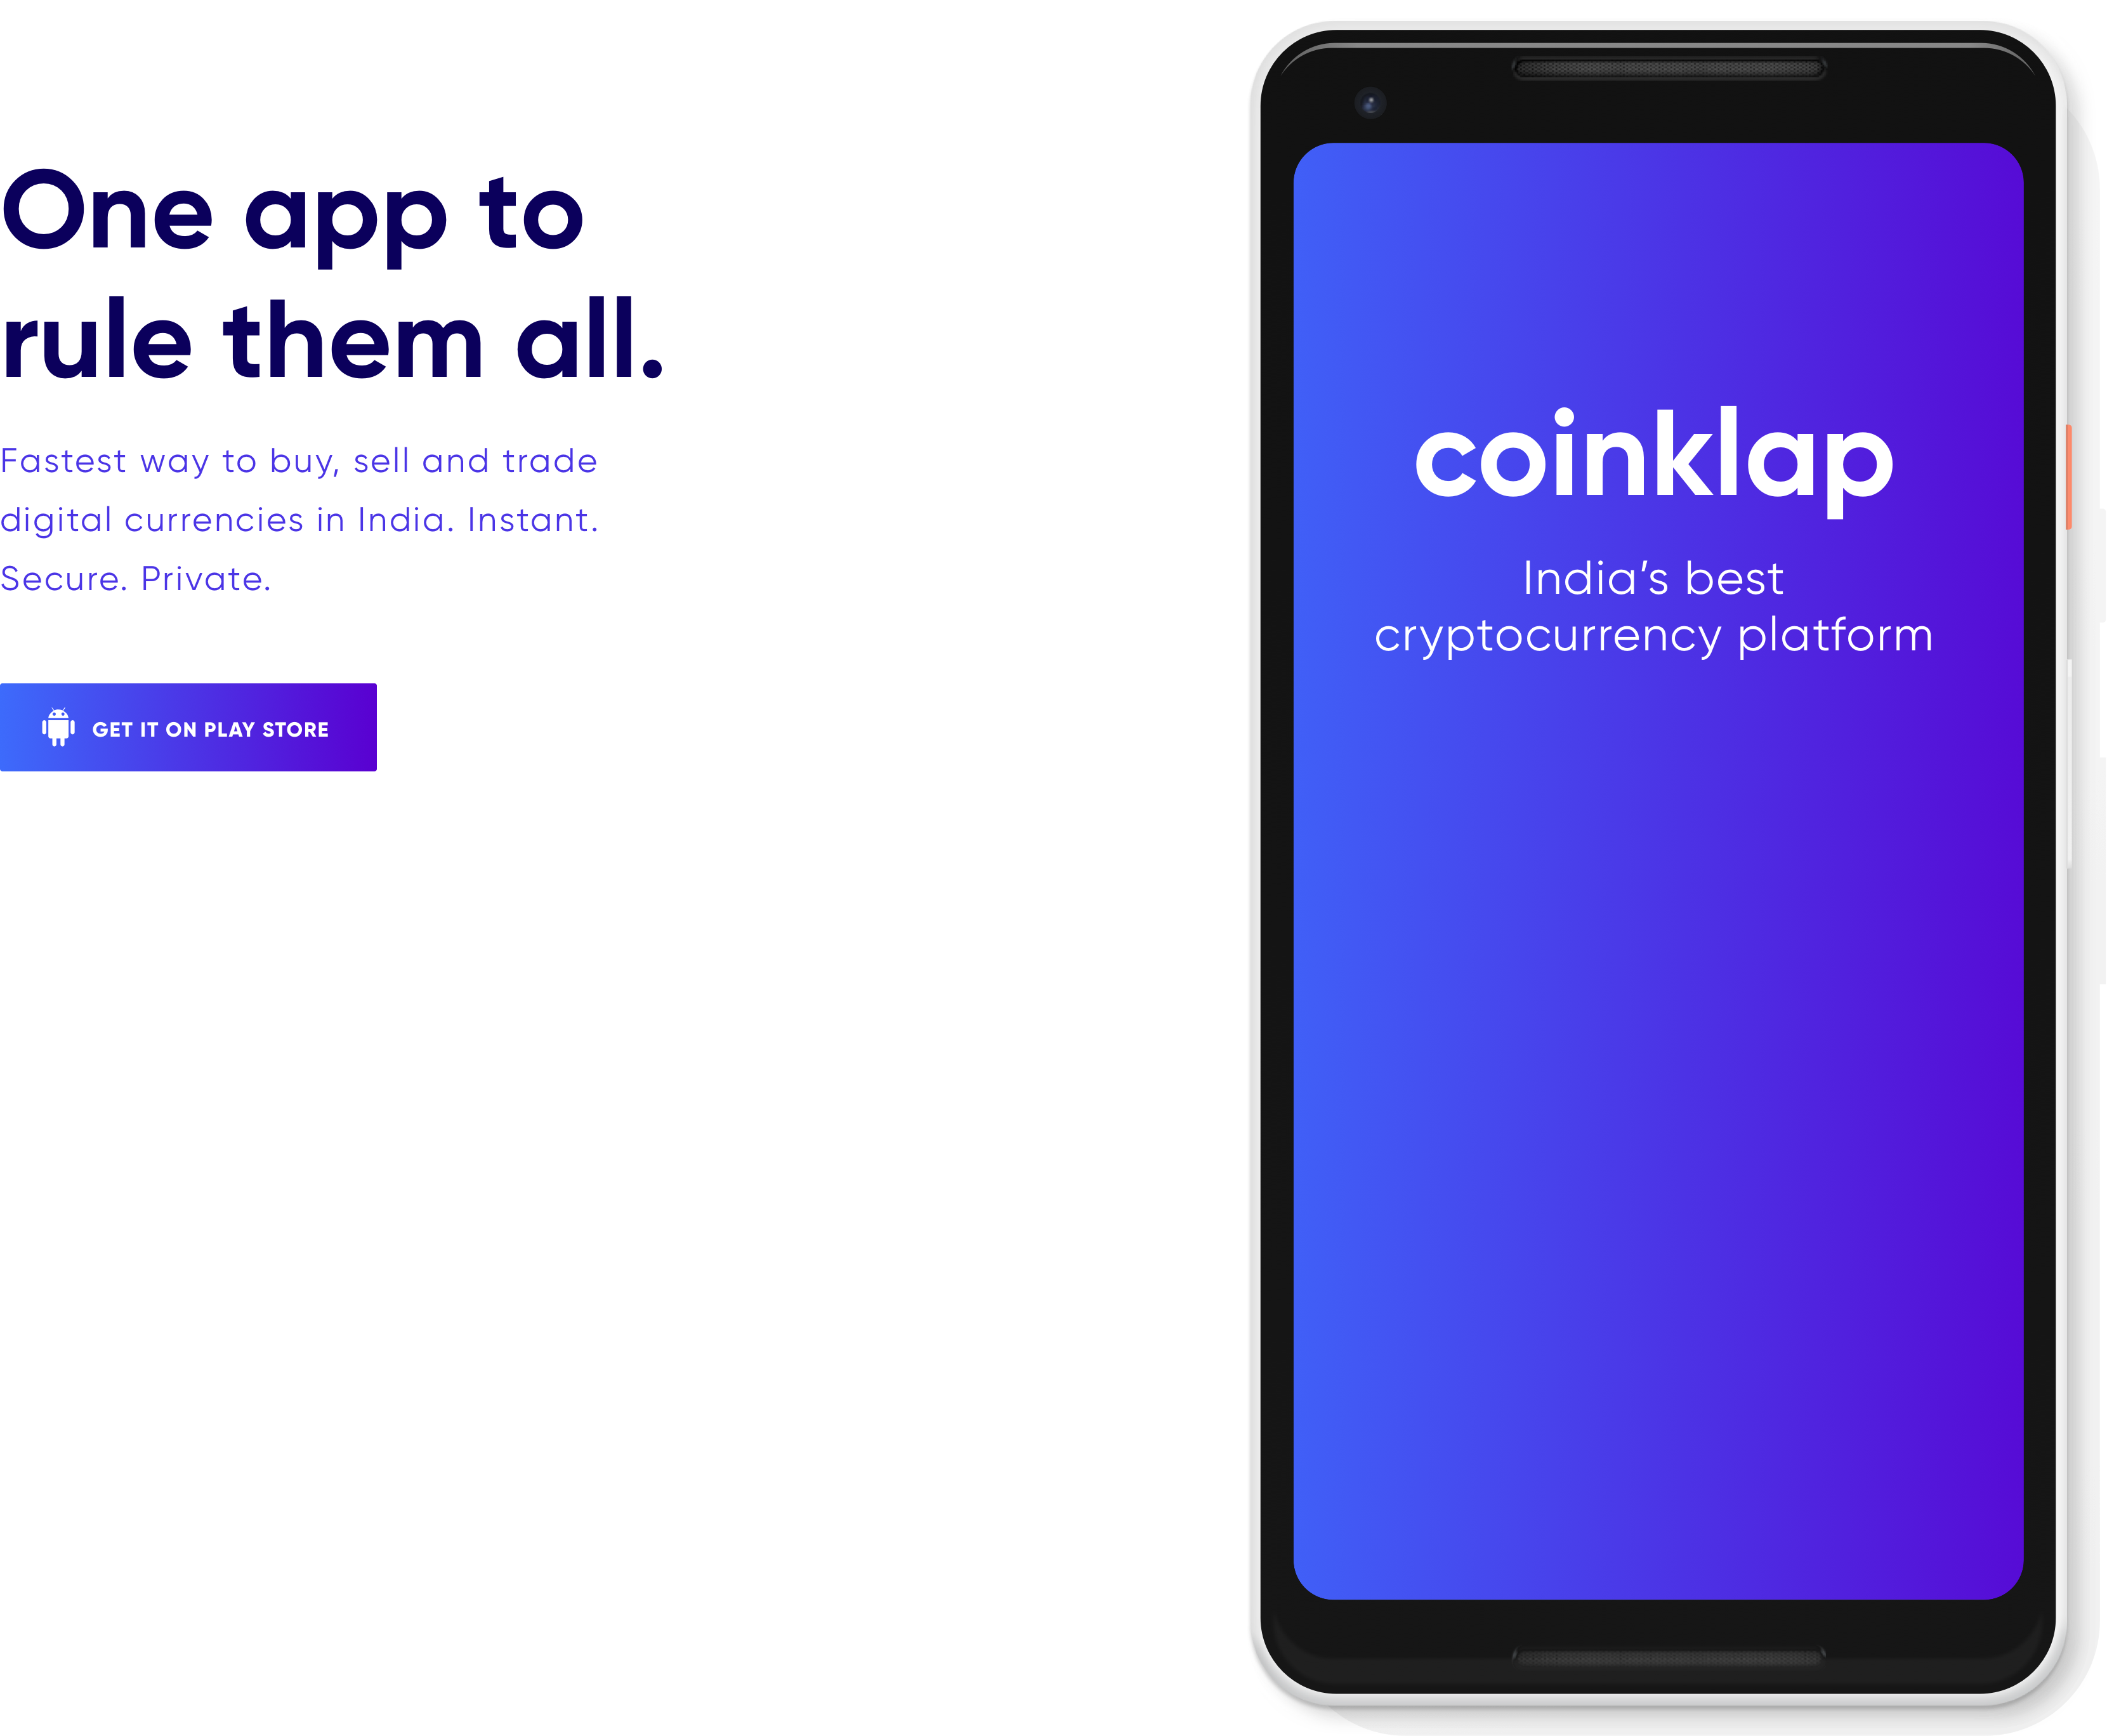 One app to
rule them all.
Fastest way to buy, sell and trade
digital currencies in India. Instant.
Secure. Private.
GET IT ON PLAY STORE
coinklap
India’s best
cryptocurrency platform